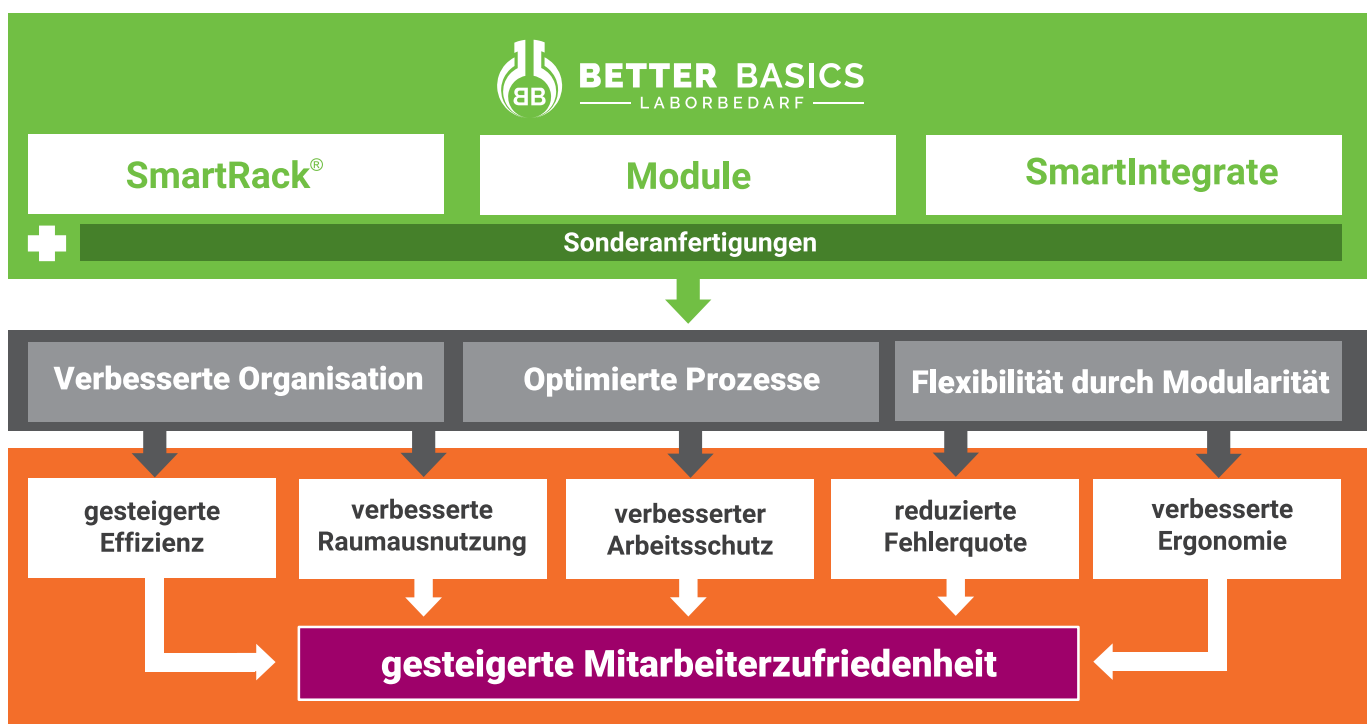 BB
BETTER BASICS
LABORBEDARF
SmartRack®
Module
SmartIntegrate
Sonderanfertigungen
Verbesserte Organisation
Optimierte Prozesse
Flexibilität durch Modularität
gesteigerte
Effizienz
verbesserte
Raumausnutzung
verbesserter
Arbeitsschutz
reduzierte
Fehlerquote
verbesserte
Ergonomie
gesteigerte Mitarbeiterzufriedenheit